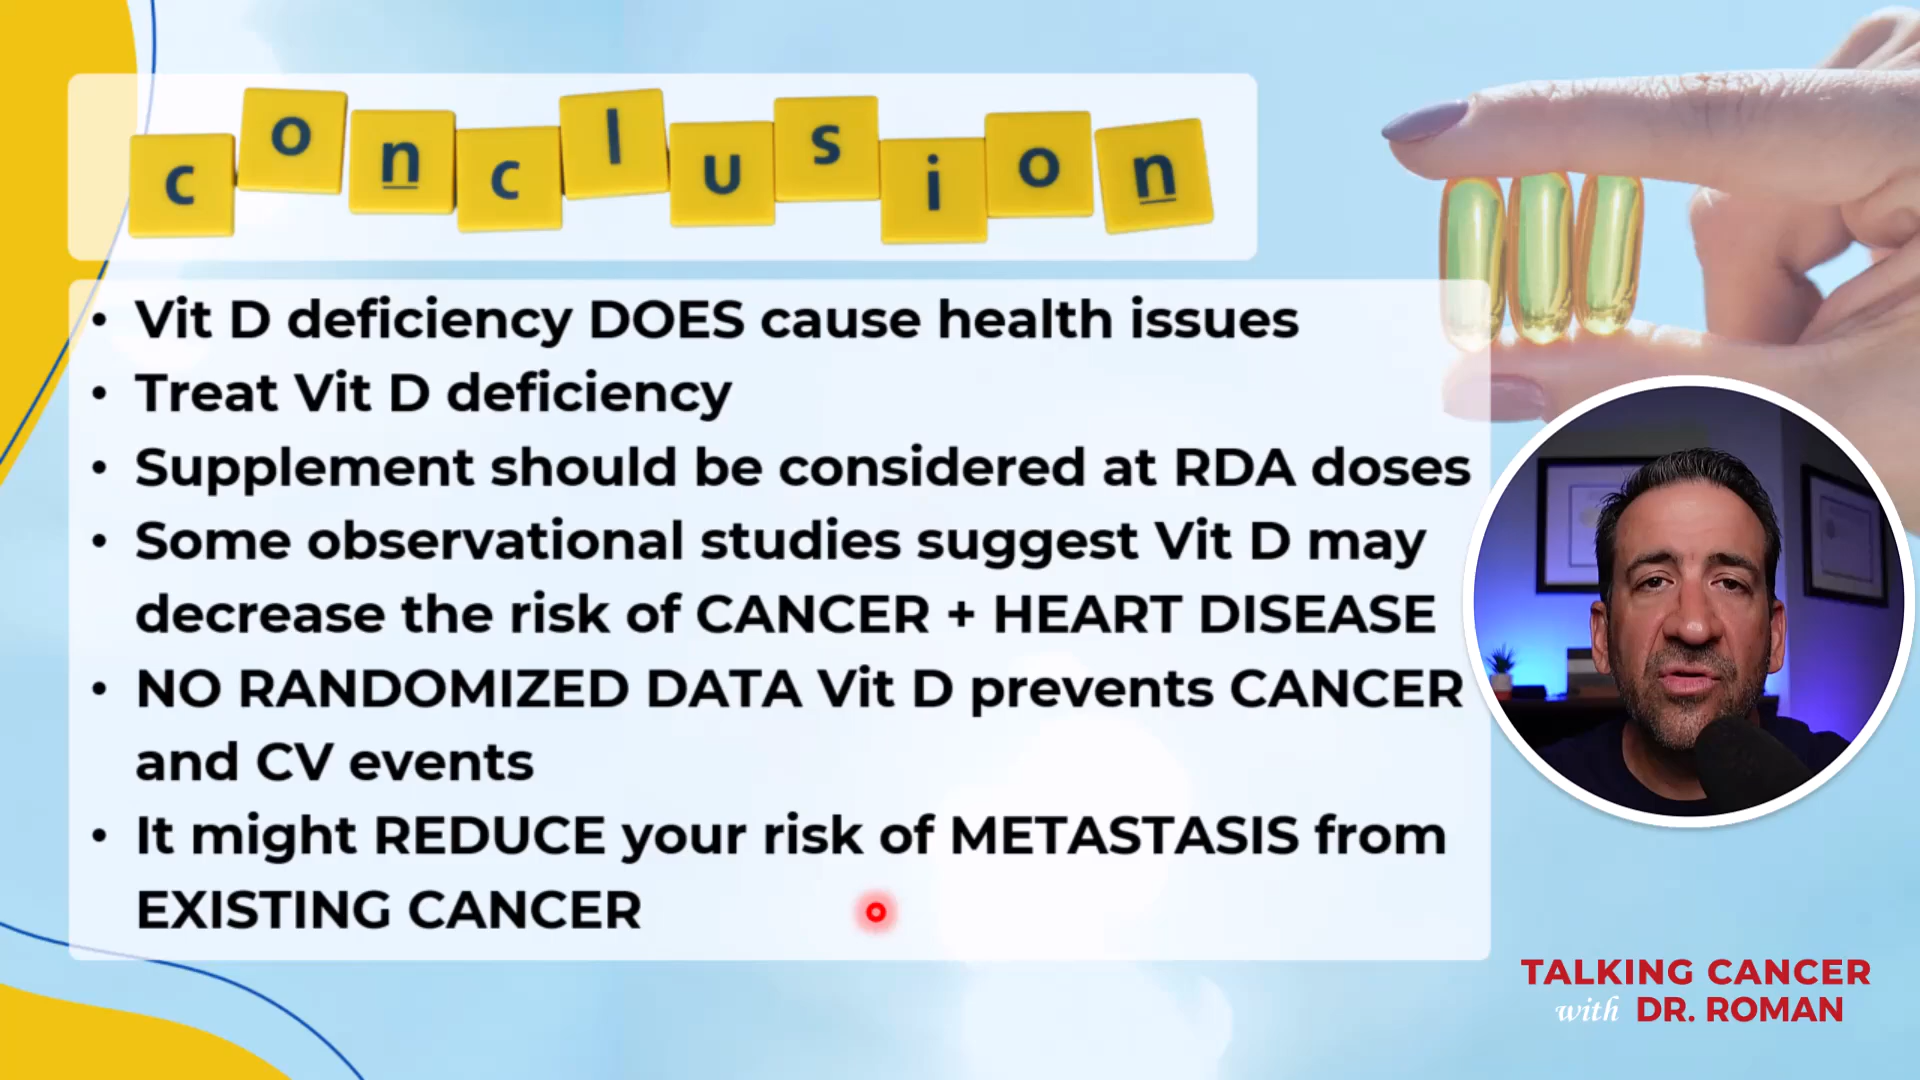 conclusion
• Vit D deficiency DOES cause health issues
• Treat Vit D deficiency
• Supplement should be considered at RDA doses
• Some observational studies suggest Vit D may
decrease the risk of CANCER + HEART DISEASE
• NO RANDOMIZED DATA Vit D prevents CANCER
and CV events
• It might REDUCE your risk of METASTASIS from
EXISTING CANCER
TALKING CANCER
with DR. ROMAN